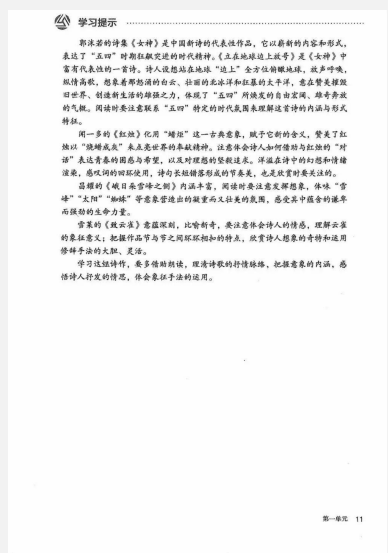 学习提示
郭沫若的诗集《女神》是中国新诗的代表性作品，它以崭新的内容和形式，
表达了“五四”时期狂飙突进的时代精神。《立在地球边上放号》是《女神》中
富有代表性的一首诗。诗人设想站在地球“边上”全方位俯瞰地球，放声呼唤，
纵情高歌，想象着那怒涌的白云、壮丽的北冰洋和狂暴的太平洋，意在赞美摧毁
旧世界、创造新生活的雄强之力，体现了“五四”所焕发的自由宏阔、雄奇奔放
的气概。阅读时要注意联系“五四”特定的时代氛围来理解这首诗的内涵与形式
特征。
闻一多的《红烛》化用“蜡炬”这一古典意象，赋予它新的含义，赞美了红
烛以“烧蜡成灰”来点亮世界的奉献精神。注意体会诗人如何借助与红烛的“对
话”表达青春的困惑与希望，以及对理想的坚毅追求。洋溢在诗中的幻想和情绪
渲染，感叹词的回环使用，诗句长短错落形成的节奏美，也是欣赏时要关注的。
昌耀的《峨日朵雪峰之侧》内涵丰富，阅读时要注意发挥想象，体味“雪
峰”“太阳”“蜘蛛”等意象营造出的凝重而又壮美的氛围，感受其中蕴含的谦卑
而强劲的生命力量。
雪莱的《致云雀》意蕴深刻，比喻新奇，要注意体会诗人的情感，理解云雀
的象征意义；把握作品节与节之间环环相扣的特点，欣赏诗人想象的奇特和运用
修辞手法的大胆、灵活。
学习这组诗作，要多借助朗读，理清诗歌的抒情脉络，把握意象的内涵，感
悟诗人抒发的情思，体会象征手法的运用。
第一单元 11